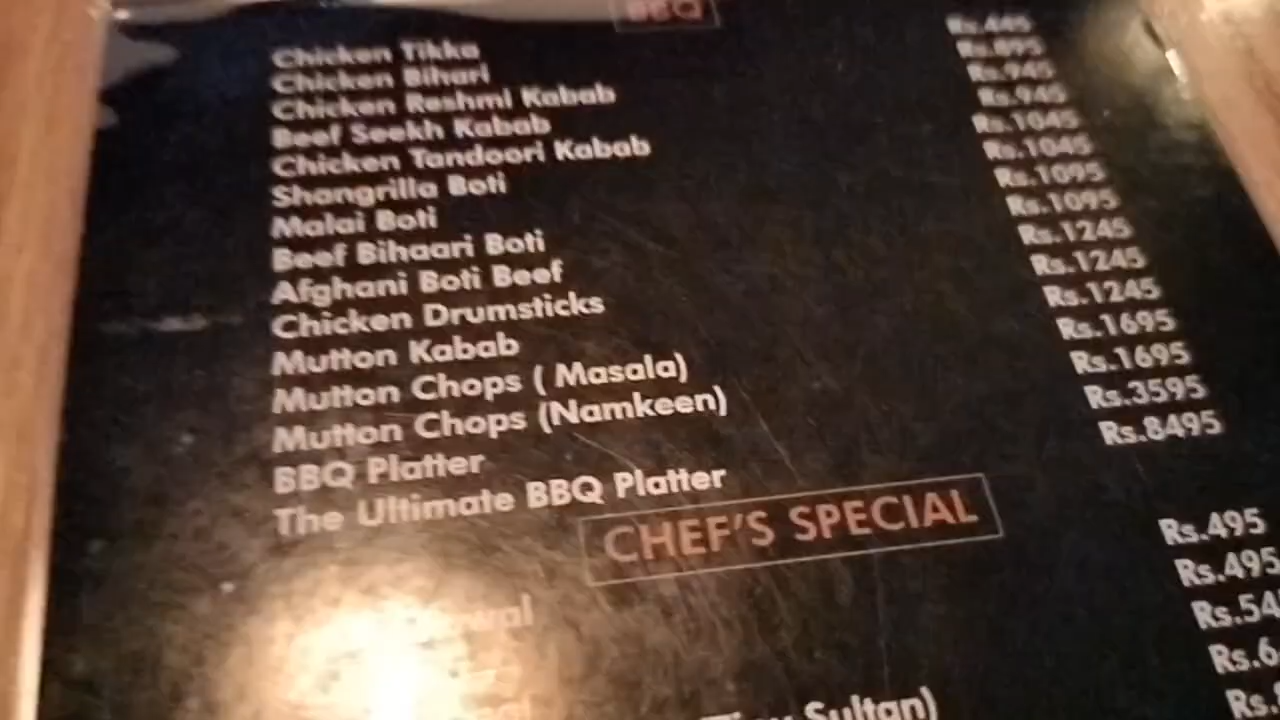 BBQ
Chicken Tikka Rs.445
Chicken Bihari Rs.895
Chicken Reshmi Kabab Rs.945
Beef Seekh Kabab Rs.945
Chicken Tandoori Kabab Rs.1045
Shangrilla Boti Rs.1045
Malai Boti Rs.1095
Beef Bihaari Boti Rs.1095
Afghani Boti Beef Rs.1245
Chicken Drumsticks Rs.1245
Mutton Kabab Rs.1245
Mutton Chops ( Masala) Rs.1695
Mutton Chops (Namkeen) Rs.1695
BBQ Platter Rs.3595
The Ultimate BBQ Platter Rs.8495
CHEF'S SPECIAL
Rs.495
Rs.495
Sultan)